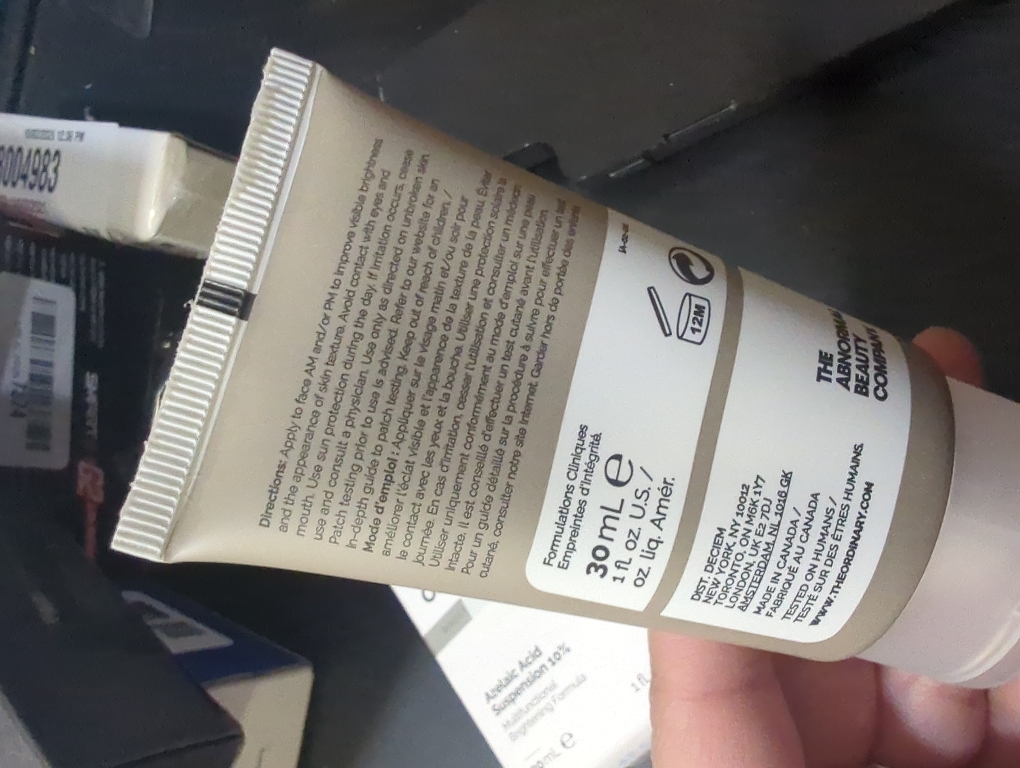 Directions: Apply to face AM and/or PM to improve visible brightness
and the appearance of skin texture. Avoid contact with eyes and
mouth. Use sun protection during the day. If irritation occurs, cease
use and consult a physician. Use only as directed on unbroken skin.
Patch testing prior to use is advised. Refer to our website for an
in-depth guide to patch testing. Keep out of reach of children. /
Mode d'emploi : Appliquer sur le visage matin et/ou soir pour
améliorer l'éclat visible et l'apparence de la texture de la peau. Éviter
le contact avec les yeux et la bouche. Utiliser une protection solaire la
journée. En cas d'irritation, cesser l'utilisation et consulter un médecin.
Utiliser uniquement conformément au mode d'emploi sur une peau
intacte. Il est conseillé d'effectuer un test cutané avant l'utilisation.
Pour un guide détaillé sur la procédure à suivre pour effectuer un test
cutané, consulter notre site Internet. Garder hors de portée des enfants.
Formulations Cliniques
Empreintes d'Intégrité.
30 mL e
1 fl. oz U.S. /
oz. liq. Amér.
12M
DIST. DECIEM
NEW YORK, NY 10012
TORONTO, ON M6K 1Y7
LONDON, UK E2 7DJ
AMSTERDAM, NL 1016 GK
MADE IN CANADA /
FABRIQUÉ AU CANADA
TESTED ON HUMANS /
TESTÉ SUR DES ÊTRES HUMAINS.
www.THEORDINARY.COM
THE
ABNORMAL
BEAUTY
COMPANY
Azelaic Acid
Suspension 10%
Multifunctional
Brightening Formula
30 mL e
1 fl.
12:36 PM
004983